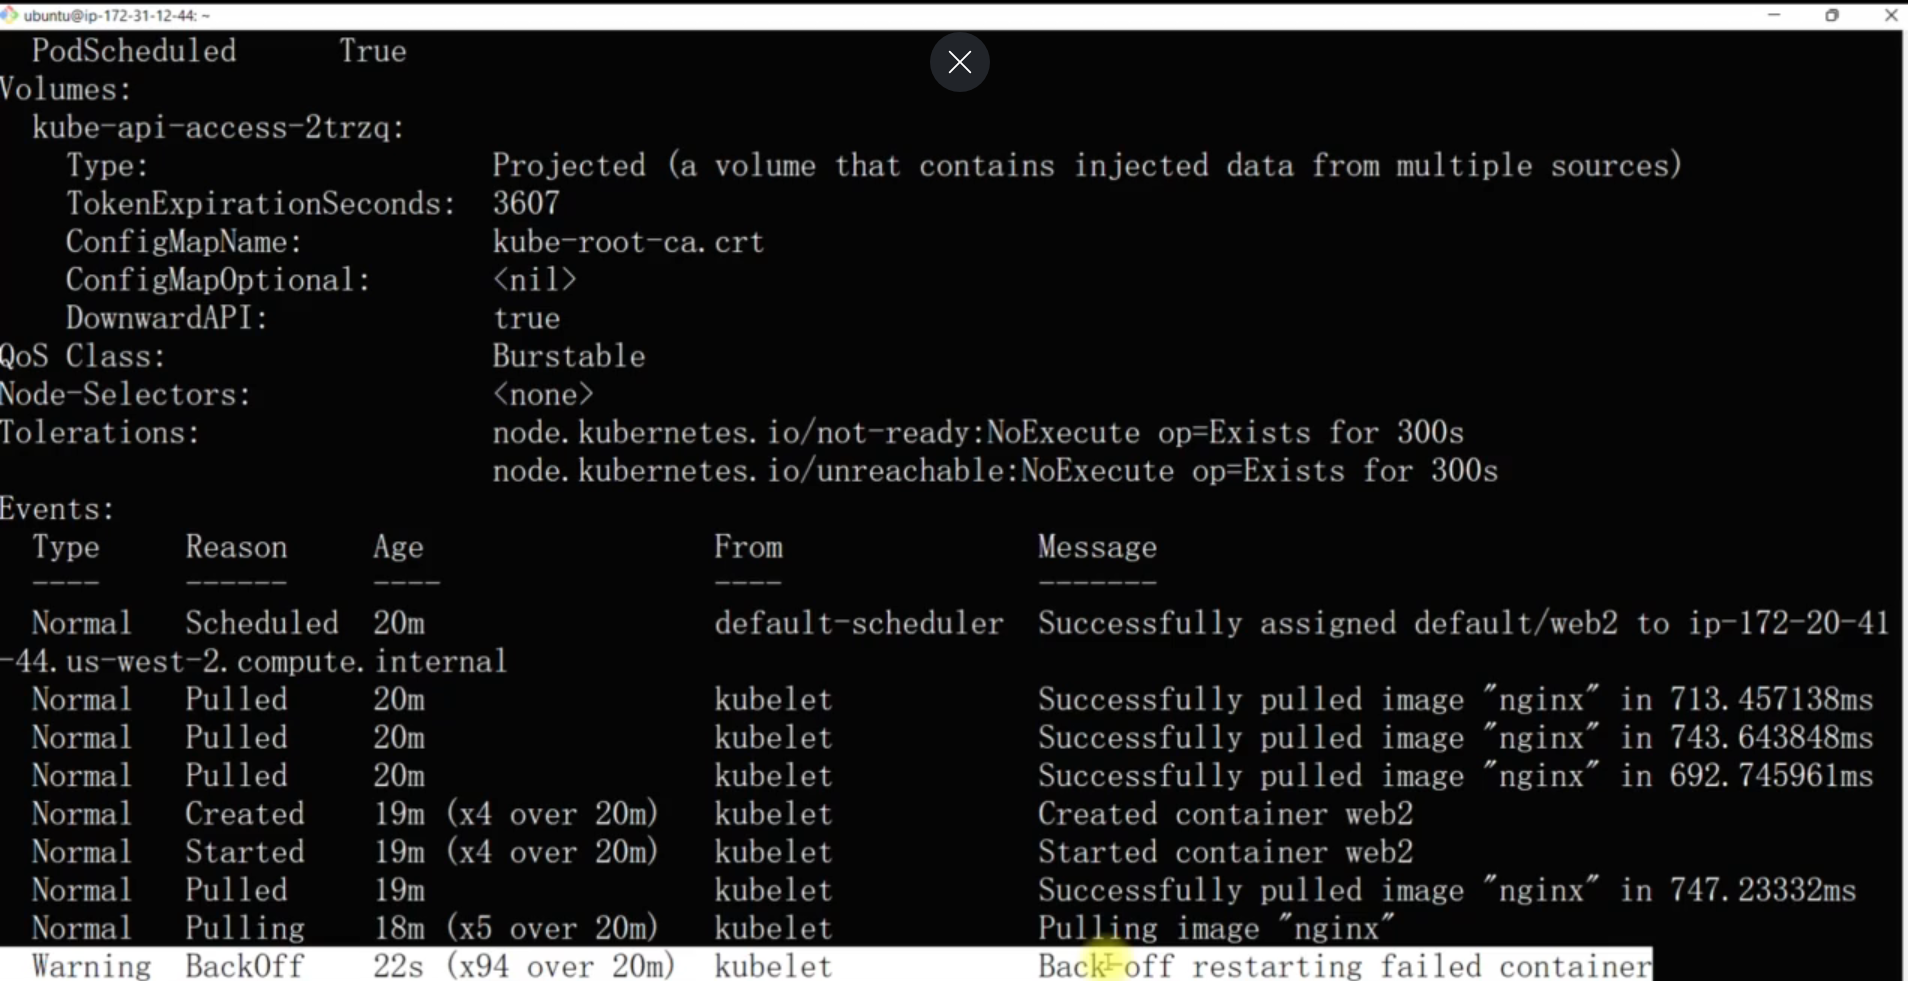 ubuntu@ip-172-31-12-44: ~
PodScheduled True
Volumes:
kube-api-access-2trzq:
Type: Projected (a volume that contains injected data from multiple sources)
TokenExpirationSeconds: 3607
ConfigMapName: kube-root-ca.crt
ConfigMapOptional: <nil>
DownwardAPI: true
QoS Class: Burstable
Node-Selectors: <none>
Tolerations: node.kubernetes.io/not-ready:NoExecute op=Exists for 300s
node.kubernetes.io/unreachable:NoExecute op=Exists for 300s
Events:
Type Reason Age From Message
---- ------ ---- ---- -------
Normal Scheduled 20m default-scheduler Successfully assigned default/web2 to ip-172-20-41
-44.us-west-2.compute.internal
Normal Pulled 20m kubelet Successfully pulled image "nginx" in 713.457138ms
Normal Pulled 20m kubelet Successfully pulled image "nginx" in 743.643848ms
Normal Pulled 20m kubelet Successfully pulled image "nginx" in 692.745961ms
Normal Created 19m (x4 over 20m) kubelet Created container web2
Normal Started 19m (x4 over 20m) kubelet Started container web2
Normal Pulled 19m kubelet Successfully pulled image "nginx" in 747.23332ms
Normal Pulling 18m (x5 over 20m) kubelet Pulling image "nginx"
Warning BackOff 22s (x94 over 20m) kubelet Back-off restarting failed container